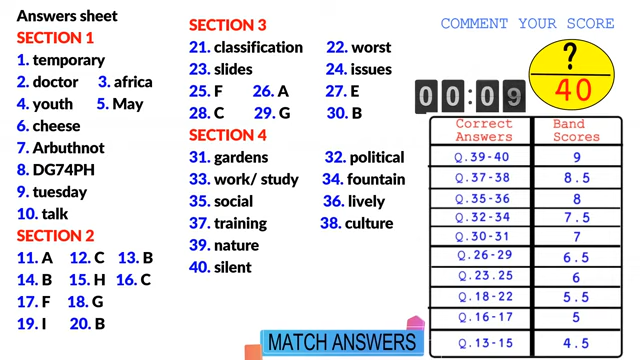 Answers sheet
SECTION 1
1. temporary
2. doctor 3. africa
4. youth 5. May
6. cheese
7. Arbuthnot
8. DG74PH
9. tuesday
10. talk
SECTION 2
11. A 12. C 13. B
14. B 15. H 16. C
17. F 18. G
19. I 20. B
SECTION 3
21. classification 22. worst
23. slides 24. issues
25. F 26. A 27. E
28. C 29. G 30. B
SECTION 4
31. gardens 32. political
33. work/ study 34. fountain
35. social 36. lively
37. training 38. culture
39. nature
40. silent
MATCH ANSWERS
COMMENT YOUR SCORE
?
40
00:09
Correct Answers Band Scores
Q.39-40 9
Q.37-38 8.5
Q.35-36 8
Q.32-34 7.5
Q.30-31 7
Q.26-29 6.5
Q.23.25 6
Q.18-22 5.5
Q.16-17 5
Q.13-15 4.5